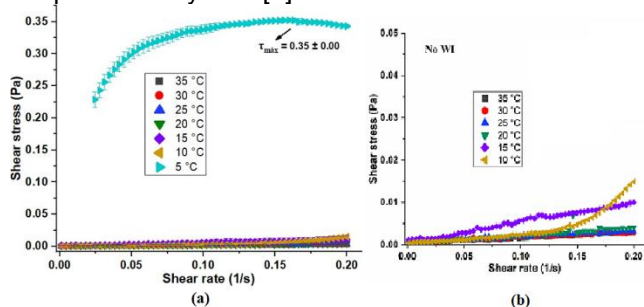 0.35
0.30
0.25
0.20
0.15
0.10
0.05
0.00
Shear stress (Pa)
τmax = 0.35 ± 0.00
35 °C
30 °C
25 °C
20 °C
15 °C
10 °C
5 °C
0.00 0.05 0.10 0.15 0.20
Shear rate (1/s)
(a)
(b)
0.05
0.04
0.03
0.02
0.01
0.00
Shear stress (Pa)
No WI
35 °C
30 °C
25 °C
20 °C
15 °C
10 °C
0.00 0.05 0.10 0.15 0.20
Shear rate (1/s)